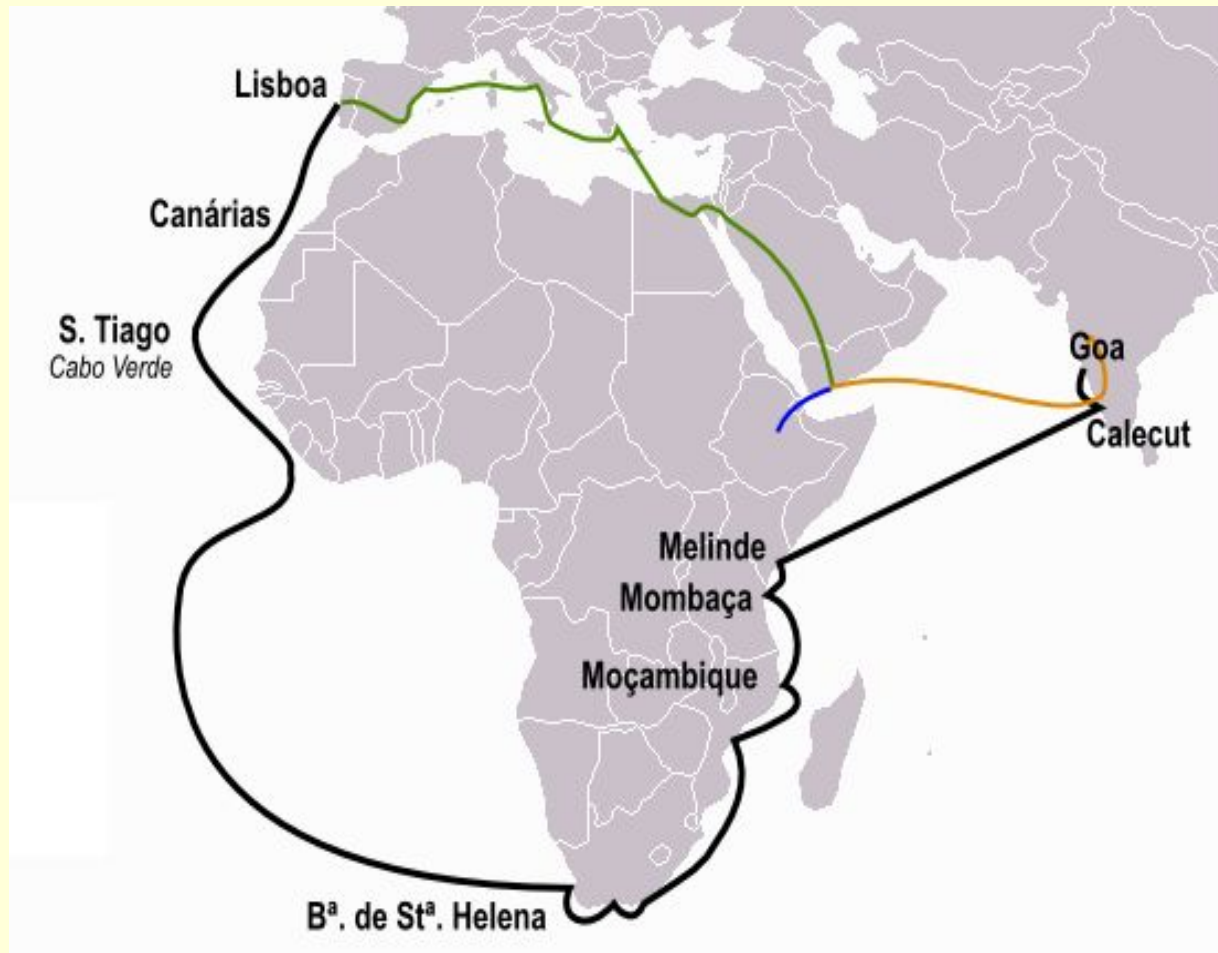 Lisboa
Canárias
S. Tiago
Cabo Verde
Goa
Calecut
Melinde
Mombaça
Moçambique
Bª. de Stª. Helena